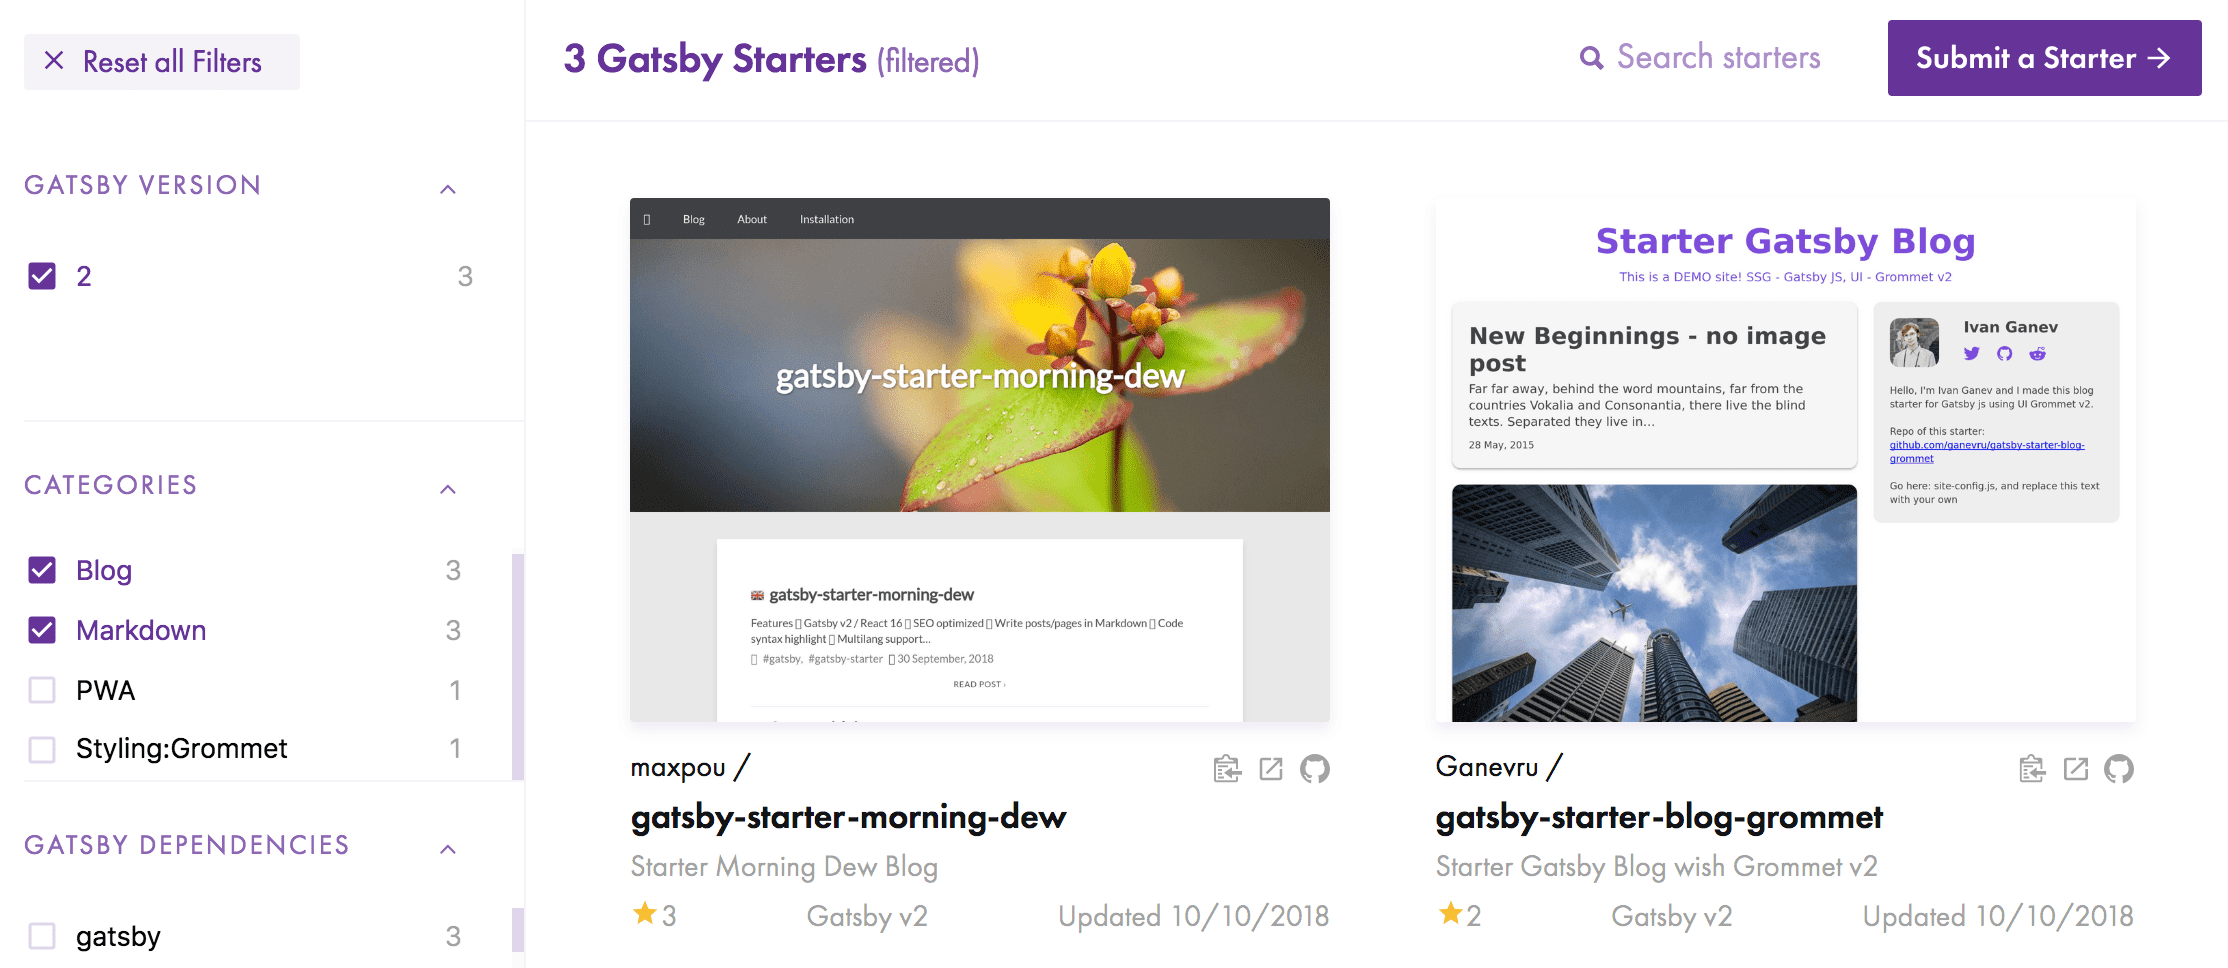 Reset all Filters
GATSBY VERSION
2 3
CATEGORIES
Blog 3
Markdown 3
PWA 1
Styling:Grommet 1
GATSBY DEPENDENCIES
gatsby 3
3 Gatsby Starters (filtered)
Search starters
Submit a Starter →
Blog About Installation
gatsby-starter-morning-dew
gatsby-starter-morning-dew
Features ▯ Gatsby v2 / React 16 ▯ SEO optimized ▯ Write posts/pages in Markdown ▯ Code
syntax highlight ▯ Multilang support...
#gatsby, #gatsby-starter ▯ 30 September, 2018
READ POST ›
maxpou /
gatsby-starter-morning-dew
Starter Morning Dew Blog
3 Gatsby v2 Updated 10/10/2018
Starter Gatsby Blog
This is a DEMO site! SSG - Gatsby JS, UI - Grommet v2
New Beginnings - no image
post
Far far away, behind the word mountains, far from the
countries Vokalia and Consonantia, there live the blind
texts. Separated they live in...
28 May, 2015
Ivan Ganev
Hello, I'm Ivan Ganev and I made this blog
starter for Gatsby js using UI Grommet v2.
Repo of this starter:
github.com/ganevru/gatsby-starter-blog-
grommet
Go here: site-config.js, and replace this text
with your own
Ganevru /
gatsby-starter-blog-grommet
Starter Gatsby Blog wish Grommet v2
2 Gatsby v2 Updated 10/10/2018